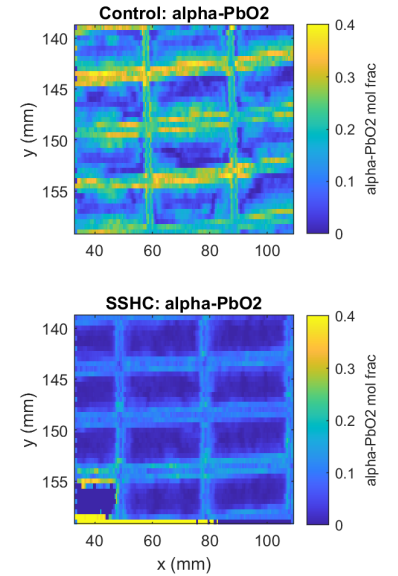 Control: alpha-PbO2
140
145
150
155
y (mm)
40 60 80 100
0.4
0.3
0.2
0.1
0
alpha-PbO2 mol frac
SSHC: alpha-PbO2
140
145
150
155
y (mm)
40 60 80 100
x (mm)
0.4
0.3
0.2
0.1
0
alpha-PbO2 mol frac